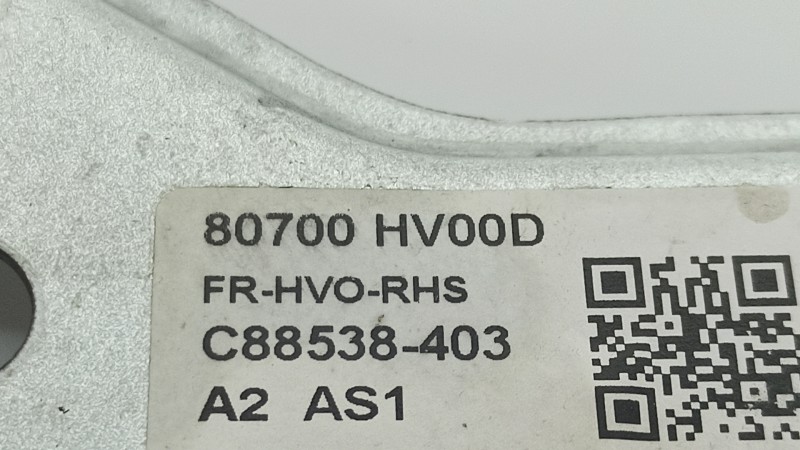 80700 HV00D
FR-HVO-RHS
C88538-403
A2 AS1